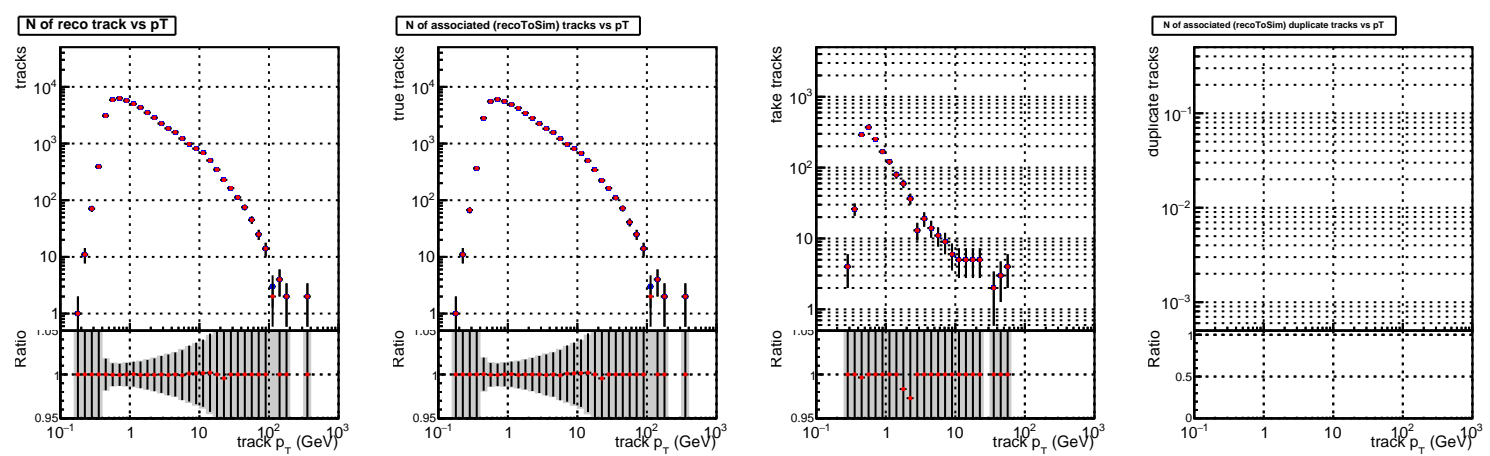 N of reco track vs pT
tracks
10⁴
10³
10²
10
1
Ratio
1.05
1
0.95
10⁻¹ 1 10 10² 10³
track p_T (GeV)
N of associated (recoToSim) tracks vs pT
true tracks
10⁴
10³
10²
10
1
Ratio
1.05
1
0.95
10⁻¹ 1 10 10² 10³
track p_T (GeV)
fake tracks
10³
10²
10
1
Ratio
1.05
1
0.95
10⁻¹ 1 10 10² 10³
track p_T (GeV)
N of associated (recoToSim) duplicate tracks vs pT
duplicate tracks
10⁻¹
10⁻²
10⁻³
Ratio
1
0.5
0
10⁻¹ 1 10 10² 10³
track p_T (GeV)